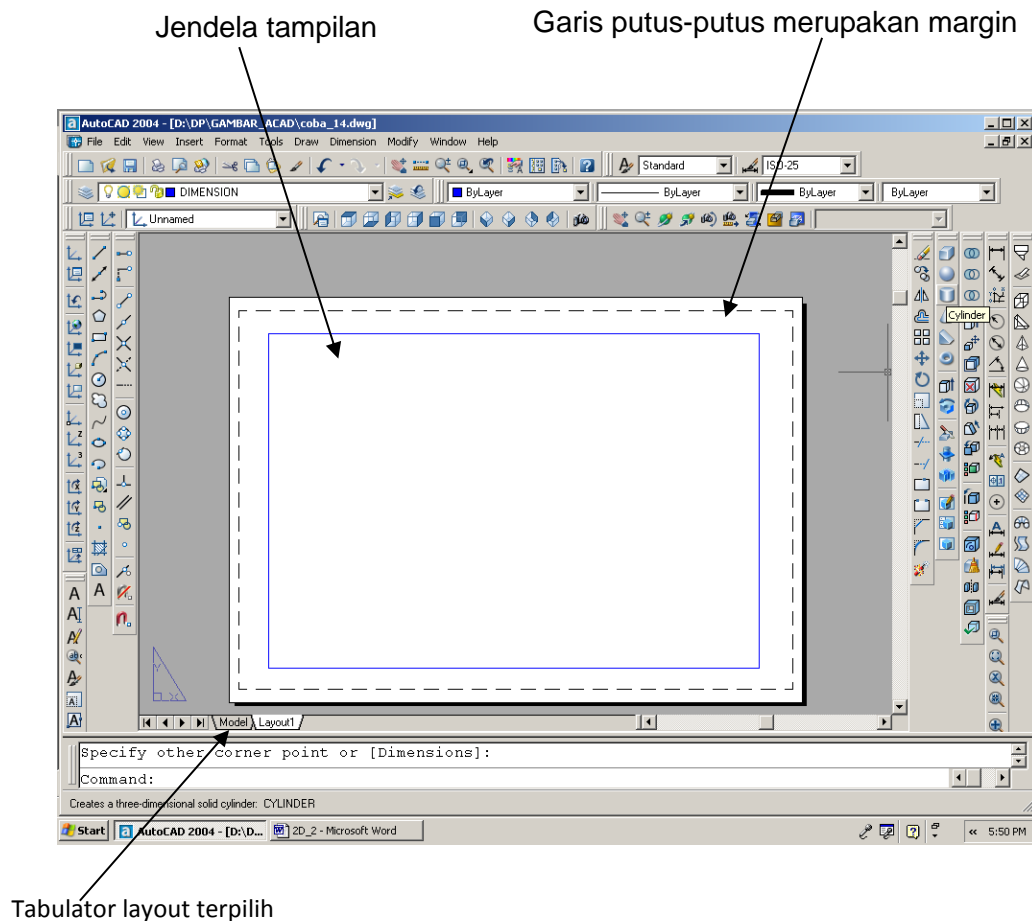 Jendela tampilan
Garis putus-putus merupakan margin
AutoCAD 2004 - [D:\DP\GAMBAR_ACAD\coba_14.dwg]
File Edit View Insert Format Tools Draw Dimension Modify Window Help
Standard ISO-25
DIMENSION ByLayer ByLayer ByLayer ByLayer
Unnamed
Cylinder
Y
X
Model Layout1
Specify other corner point or [Dimensions]:
Command:
Creates a three-dimensional solid cylinder: CYLINDER
Start AutoCAD 2004 - [D:\D... 2D_2 - Microsoft Word « 5:50 PM
Tabulator layout terpilih